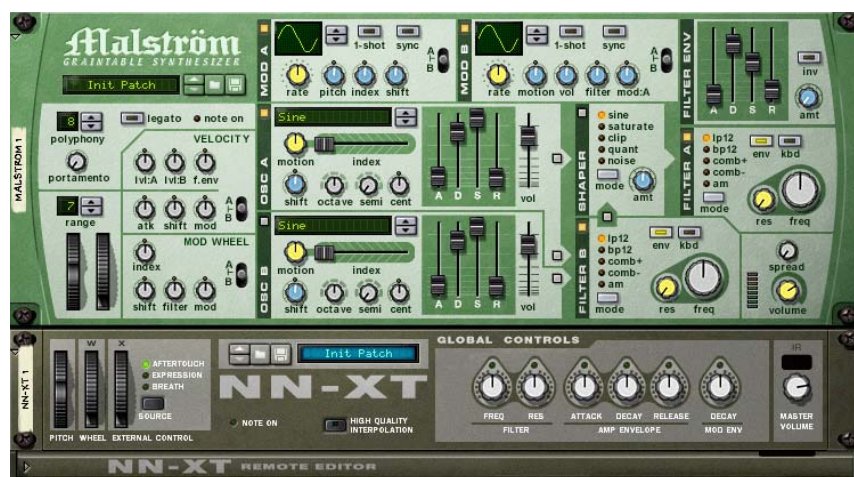 Malström
GRAINTABLE SYNTHESIZER
Init Patch
MALSTROM 1
MOD A
1-shot sync
A
B
rate pitch index shift
MOD B
1-shot sync
A
B
rate motion vol filter mod:A
FILTER ENV
A D S R
inv
amt
8
polyphony
legato note on
portamento
VELOCITY
lvl:A lvl:B f.env
7
range
atk shift mod
A
B
MOD WHEEL
index
A
B
shift filter mod
OSC A
Sine
motion index
shift octave semi cent
A D S R
vol
OSC B
Sine
motion index
shift octave semi cent
A D S R
vol
SHAPER
sine
saturate
clip
quant
noise
mode
amt
FILTER A
lp12
bp12
comb+
comb-
am
mode
env kbd
res freq
FILTER B
lp12
bp12
comb+
comb-
am
mode
env kbd
res freq
spread
volume
NN-XT 1
W X
AFTERTOUCH
EXPRESSION
BREATH
SOURCE
PITCH WHEEL EXTERNAL CONTROL
Init Patch
NN-XT
NOTE ON
HIGH QUALITY
INTERPOLATION
GLOBAL CONTROLS
FREQ RES
FILTER
ATTACK DECAY RELEASE
AMP ENVELOPE
DECAY
MOD ENV
MASTER
VOLUME
NN-XT REMOTE EDITOR